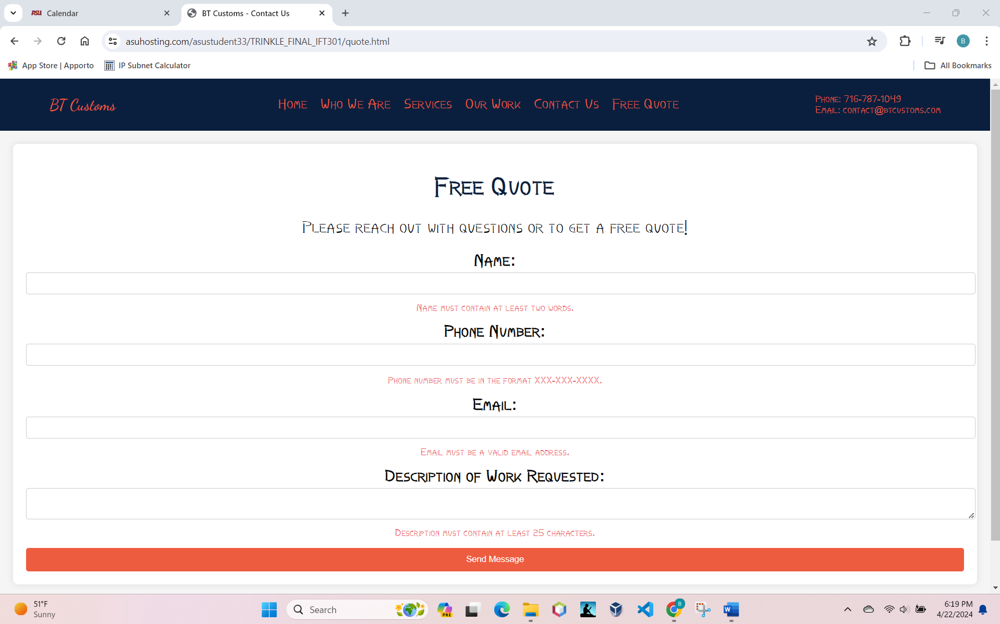 Calendar
BT Customs - Contact Us
asuhosting.com/asustudent33/TRINKLE_FINAL_IFT301/quote.html
B
App Store | Apporto
IP Subnet Calculator
All Bookmarks
BT Customs
Home
Who We Are
Services
Our Work
Contact Us
Free Quote
Phone: 716-787-1049
Email: contact@btcustoms.com
Free Quote
Please reach out with questions or to get a free quote!
Name:
Name must contain at least two words.
Phone Number:
Phone number must be in the format XXX-XXX-XXXX.
Email:
Email must be a valid email address.
Description of Work Requested:
Description must contain at least 25 characters.
Send Message
51°F
Sunny
Search
PRE
B
W
6:19 PM
4/22/2024